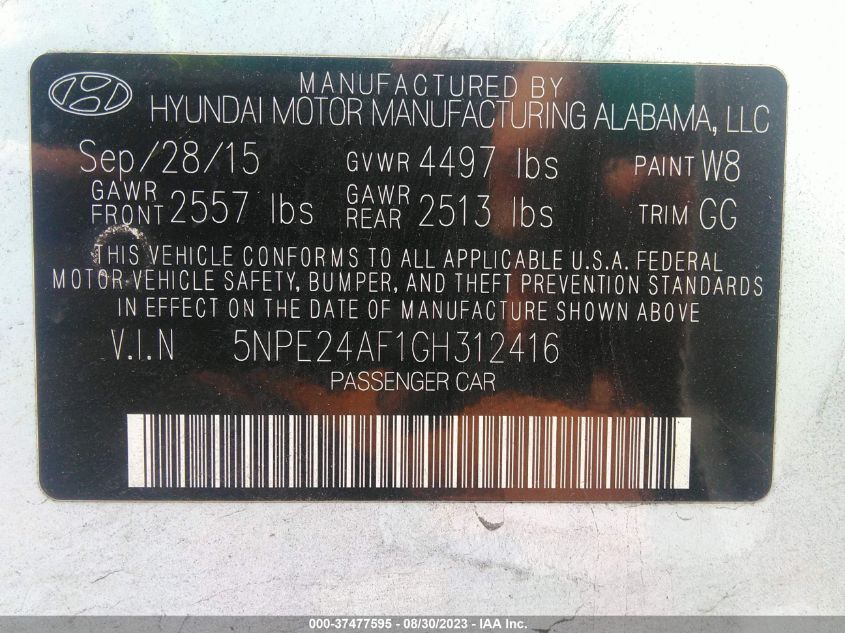 MANUFACTURED BY
HYUNDAI MOTOR MANUFACTURING ALABAMA, LLC
Sep/28/15 GVWR 4497 lbs PAINT W8
GAWR FRONT 2557 lbs GAWR REAR 2513 lbs TRIM GG
THIS VEHICLE CONFORMS TO ALL APPLICABLE U.S.A. FEDERAL
MOTOR VEHICLE SAFETY, BUMPER, AND THEFT PREVENTION STANDARDS
IN EFFECT ON THE DATE OF MANUFACTURE SHOWN ABOVE
V.I.N 5NPE24AF1GH312416
PASSENGER CAR
000-37477595 - 08/30/2023 - IAA Inc.